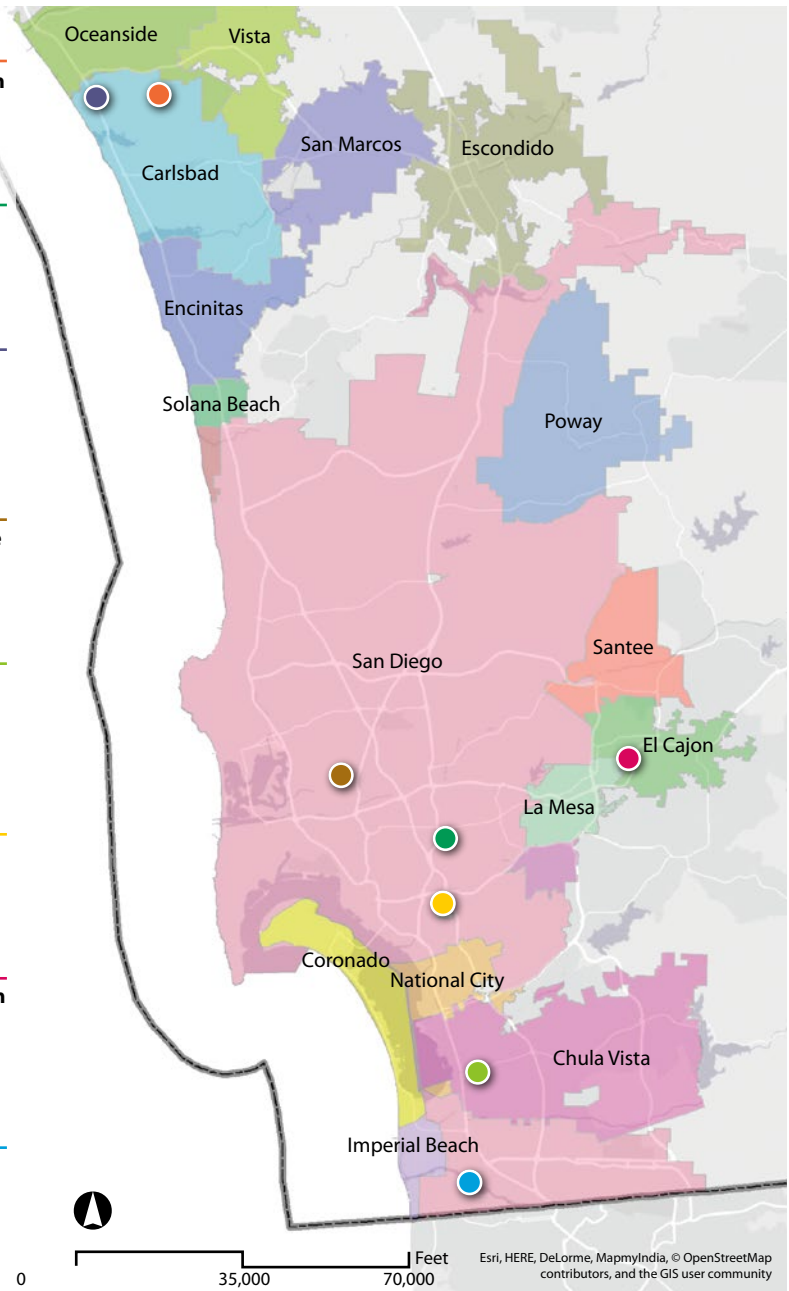 Oceanside
Vista
n
San Marcos
Escondido
Carlsbad
Encinitas
Solana Beach
Poway
e
San Diego
Santee
El Cajon
La Mesa
Coronado
National City
n
Chula Vista
Imperial Beach
Feet
0
35,000
70,000
Esri, HERE, DeLorme, MapmyIndia, © OpenStreetMap
contributors, and the GIS user community